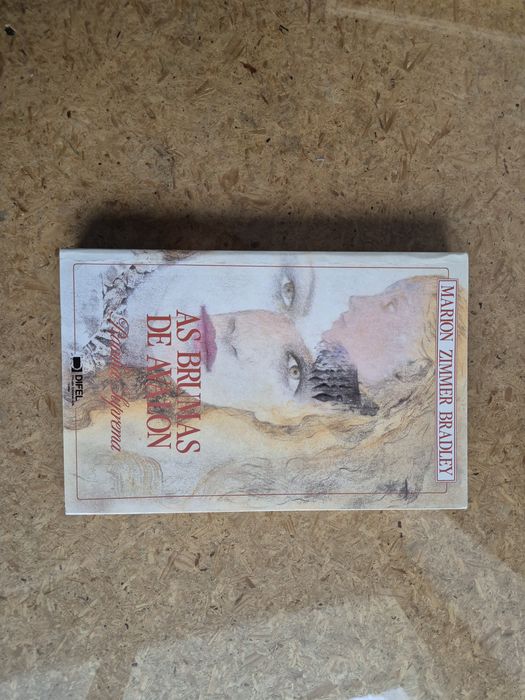 MARION ZIMMER BRADLEY
AS BRUMAS
DE AVALON
Rainha Suprema
DIFEL